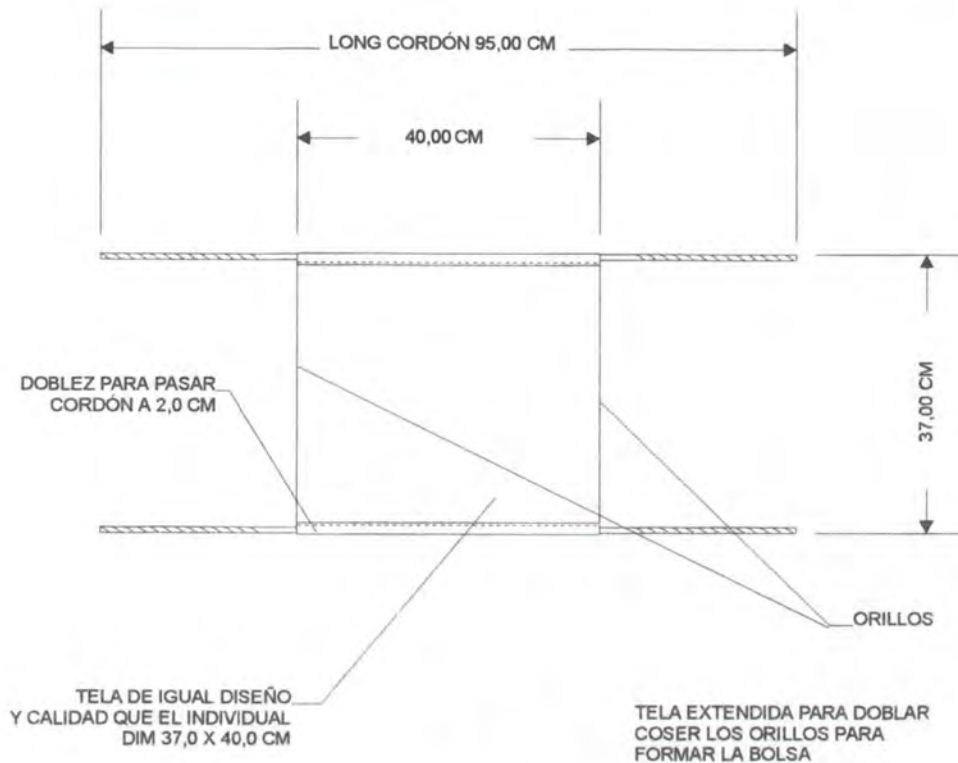 LONG CORDÓN 95,00 CM
40,00 CM
37,00 CM
DOBLEZ PARA PASAR
CORDÓN A 2,0 CM
ORILLOS
TELA DE IGUAL DISEÑO
Y CALIDAD QUE EL INDIVIDUAL
DIM 37,0 X 40,0 CM
TELA EXTENDIDA PARA DOBLAR
COSER LOS ORILLOS PARA
FORMAR LA BOLSA